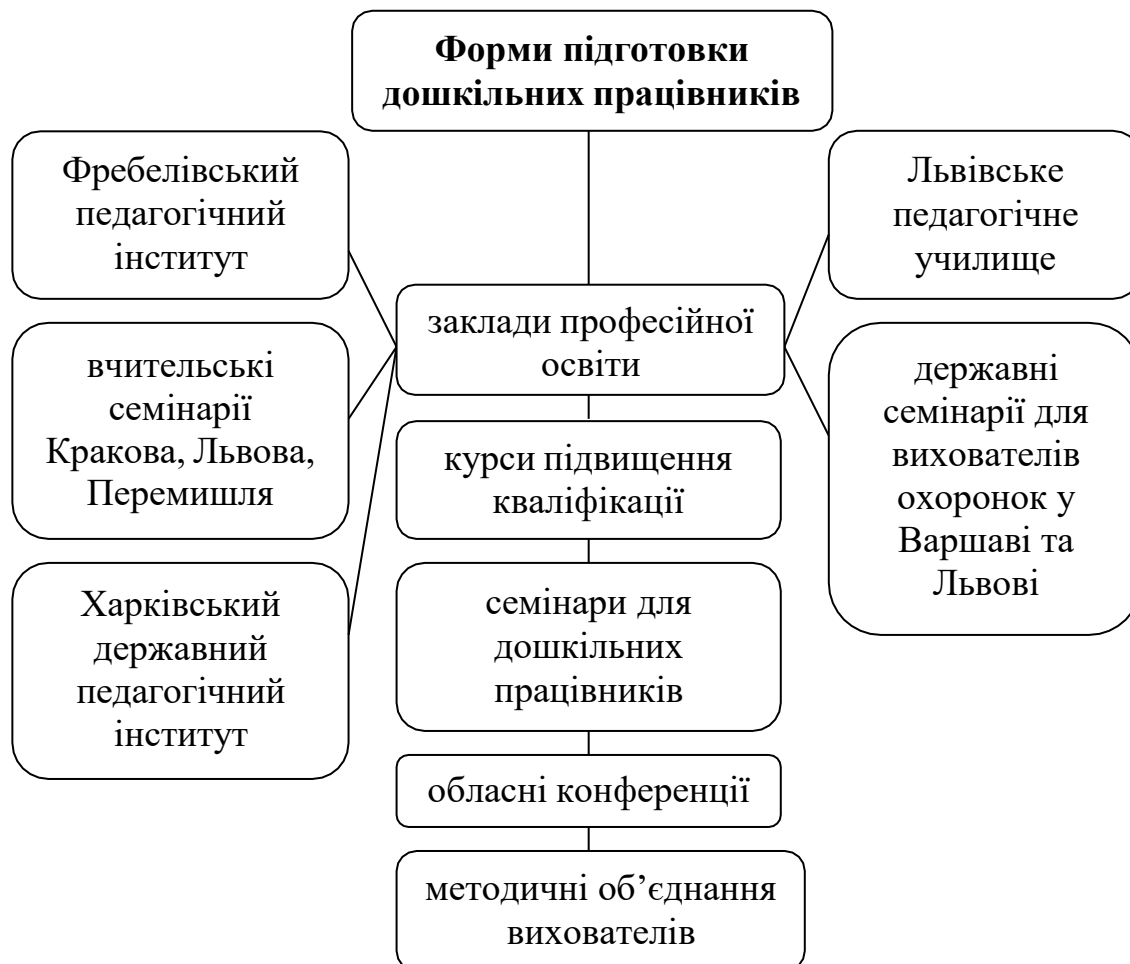 Форми підготовки
дошкільних працівників
Фребелівський
педагогічний
інститут
вчительські
семінарії
Кракова, Львова,
Перемишля
Харківський
державний
педагогічний
інститут
заклади професійної
освіти
курси підвищення
кваліфікації
семінари для
дошкільних
працівників
обласні конференції
методичні об’єднання
вихователів
Львівське
педагогічне
училище
державні
семінарії для
вихователів
охоронок у
Варшаві та
Львові